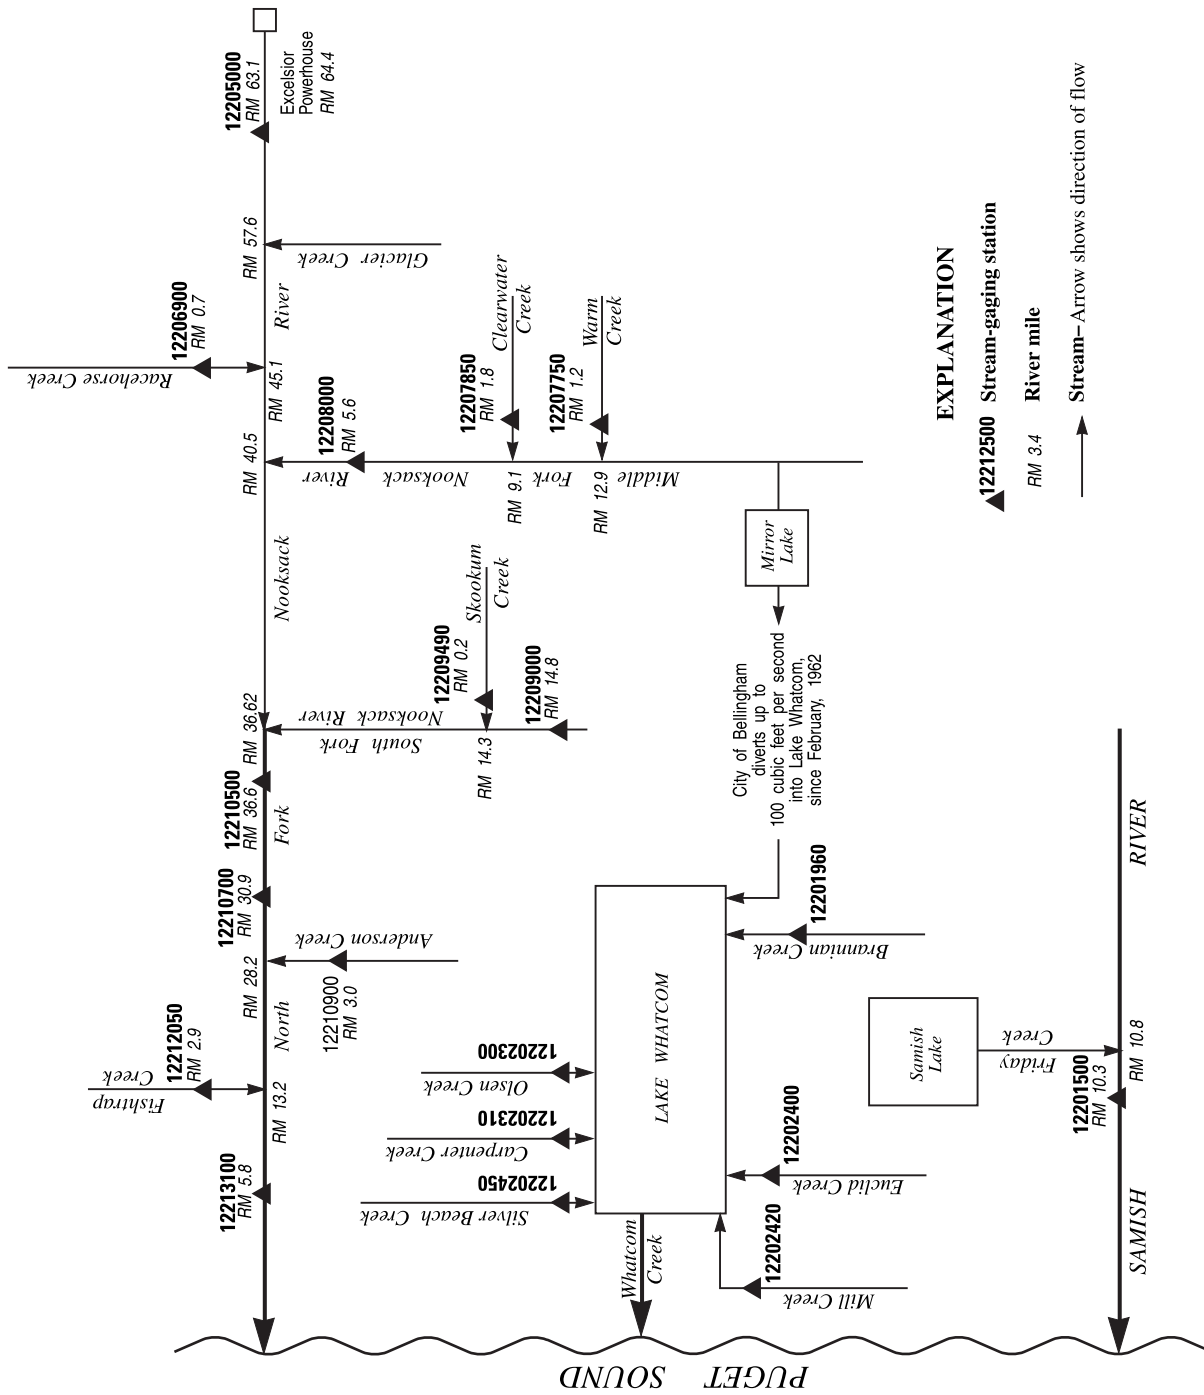 Excelsior
Powerhouse
RM 64.4
12205000
RM 63.1
RM 57.6
Glacier Creek
River
12206900
RM 0.7
Racehorse Creek
RM 45.1
RM 40.5
12208000
RM 5.6
Middle Fork Nooksack River
12207850
RM 1.8
Clearwater
Creek
RM 9.1
12207750
RM 1.2
Warm
Creek
RM 12.9
Mirror
Lake
City of Bellingham
diverts up to
100 cubic feet per second
into Lake Whatcom,
since February, 1962
Nooksack
RM 36.62
South Fork
Nooksack River
12209490
RM 0.2
Skookum
Creek
RM 14.3
12209000
RM 14.8
12210500
RM 36.6
Fork
12210700
RM 30.9
RM 28.2
Anderson Creek
12210900
RM 3.0
North
12212050
RM 2.9
Fishtrap
Creek
RM 13.2
12213100
RM 5.8
12202300
Olsen Creek
12202310
Carpenter Creek
12202450
Silver Beach Creek
LAKE WHATCOM
12201960
Brannian Creek
12202400
Euclid Creek
12202420
Mill Creek
Whatcom
Creek
Samish
Lake
Friday
Creek
12201500
RM 10.3
RM 10.8
SAMISH RIVER
PUGET SOUND
EXPLANATION
12212500 Stream-gaging station
RM 3.4 River mile
Stream–Arrow shows direction of flow